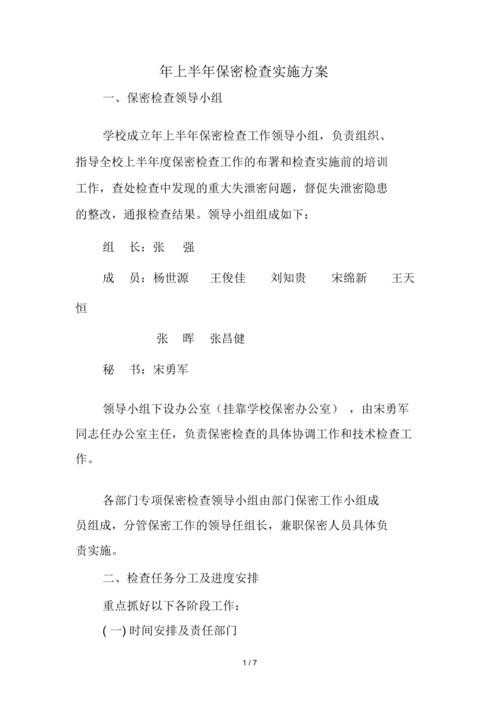 年上半年保密检查实施方案
一、保密检查领导小组
学校成立年上半年保密检查工作领导小组，负责组织、
指导全校上半年度保密检查工作的布署和检查实施前的培训
工作，查处检查中发现的重大失泄密问题，督促失泄密隐患
的整改，通报检查结果。领导小组组成如下：
组 长：张 强
成 员：杨世源 王俊佳 刘知贵 宋绵新 王天
恒
张 晖 张昌健
秘 书：宋勇军
领导小组下设办公室（挂靠学校保密办公室） ，由宋勇军
同志任办公室主任，负责保密检查的具体协调工作和技术检查工
作。
各部门专项保密检查领导小组由部门保密工作小组成
员组成，分管保密工作的领导任组长，兼职保密人员具体负
责实施。
二、检查任务分工及进度安排
重点抓好以下各阶段工作：
( 一) 时间安排及责任部门
1 / 7